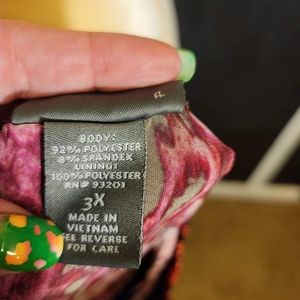 BODY:
92% POLYESTER
8% SPANDEX
LINING:
100% POLYESTER
RN# 93201
3X
MADE IN
VIETNAM
SEE REVERSE
FOR CARE